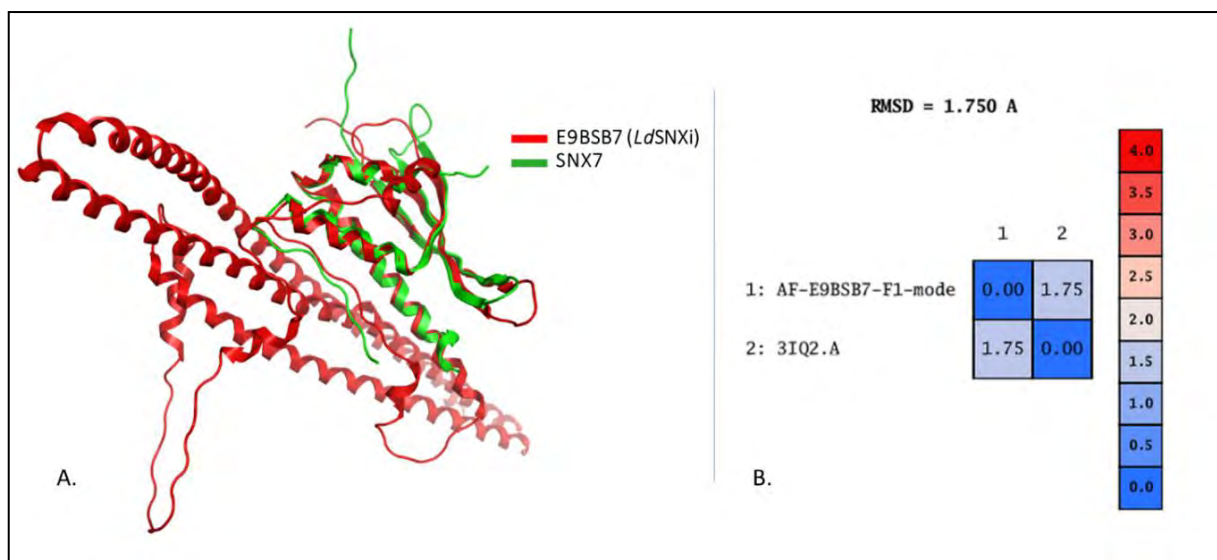 E9BSB7 (LdSNXi)
SNX7
A.
RMSD = 1.750 A
1 2
1: AF-E9BSB7-F1-mode 0.00 1.75
2: 3IQ2.A 1.75 0.00
4.0
3.5
3.0
2.5
2.0
1.5
1.0
0.5
0.0
B.